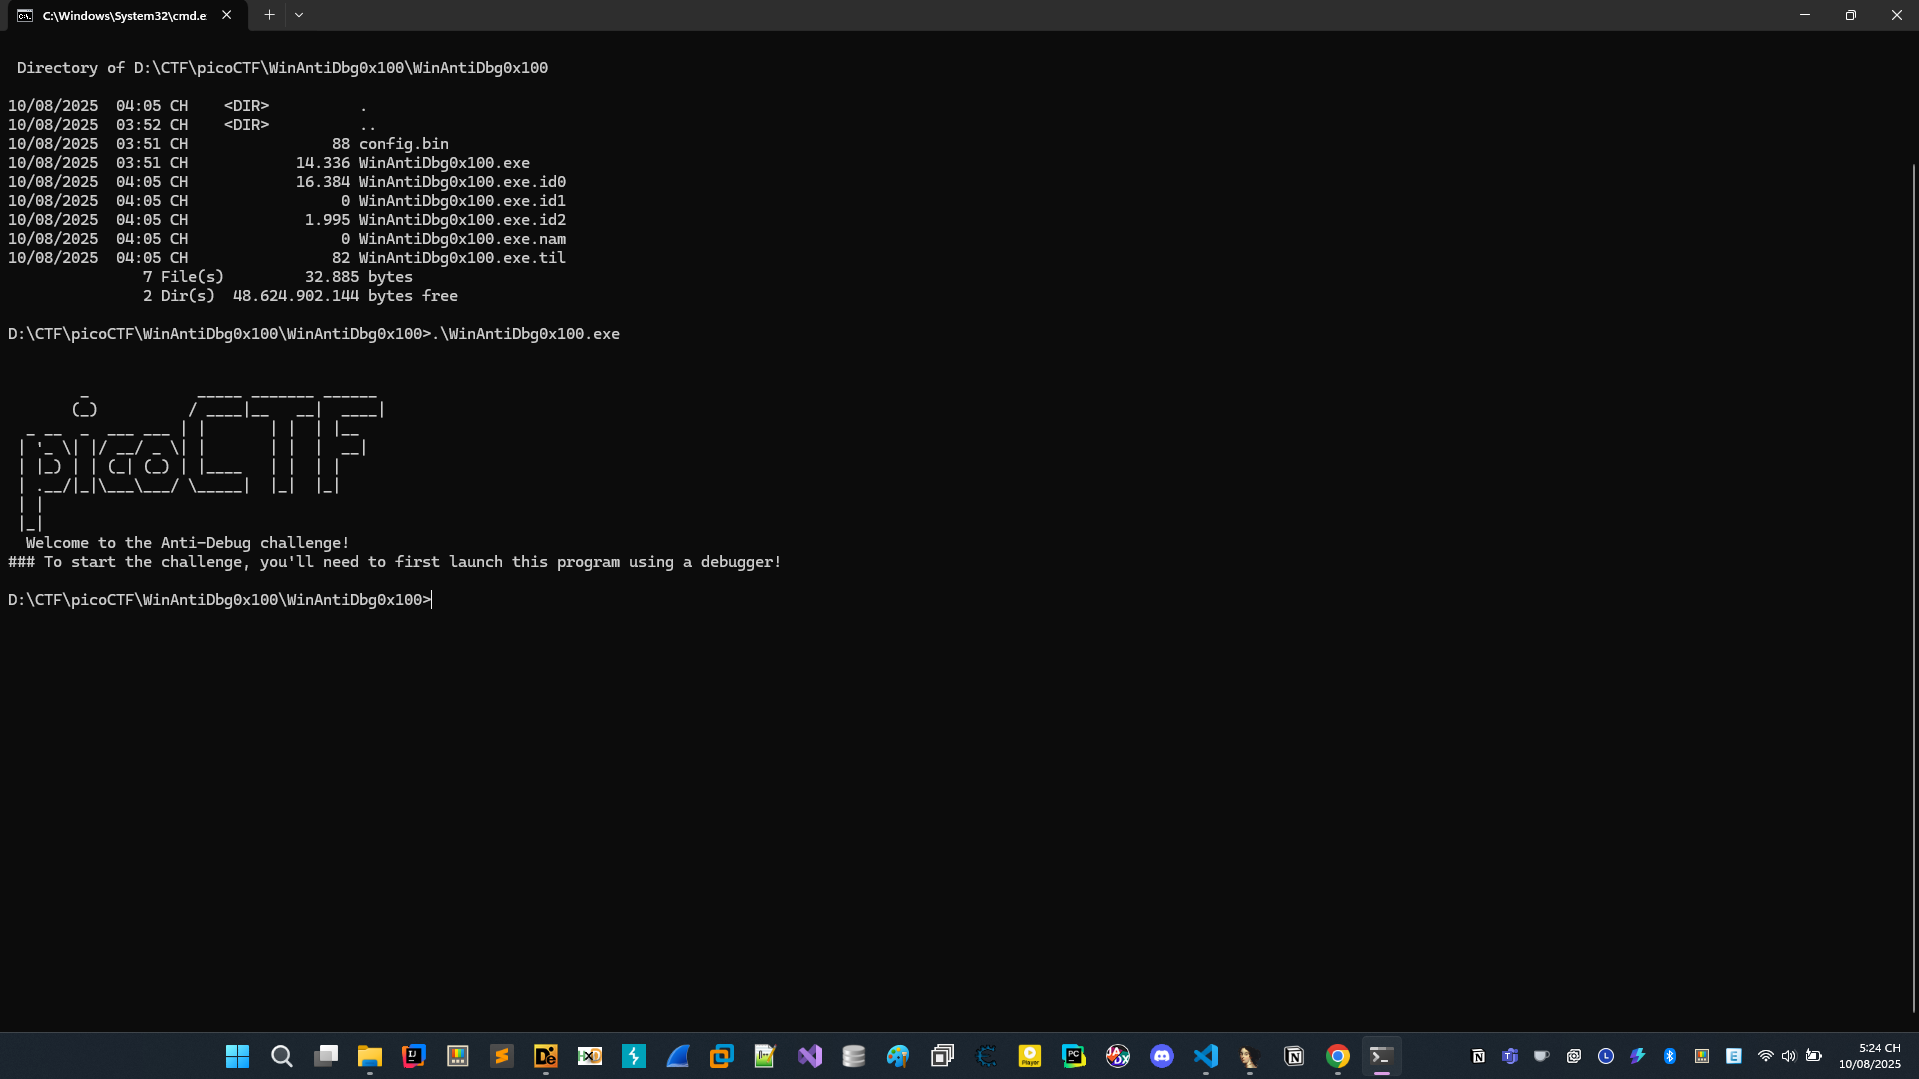 C:\Windows\System32\cmd.e
Directory of D:\CTF\picoCTF\WinAntiDbg0x100\WinAntiDbg0x100
10/08/2025  04:05 CH    <DIR>          .
10/08/2025  03:52 CH    <DIR>          ..
10/08/2025  03:51 CH                88 config.bin
10/08/2025  03:51 CH            14.336 WinAntiDbg0x100.exe
10/08/2025  04:05 CH            16.384 WinAntiDbg0x100.exe.id0
10/08/2025  04:05 CH                 0 WinAntiDbg0x100.exe.id1
10/08/2025  04:05 CH             1.995 WinAntiDbg0x100.exe.id2
10/08/2025  04:05 CH                 0 WinAntiDbg0x100.exe.nam
10/08/2025  04:05 CH                82 WinAntiDbg0x100.exe.til
7 File(s)         32.885 bytes
2 Dir(s)  48.624.902.144 bytes free
D:\CTF\picoCTF\WinAntiDbg0x100\WinAntiDbg0x100>.\WinAntiDbg0x100.exe
picoCTF
Welcome to the Anti-Debug challenge!
### To start the challenge, you'll need to first launch this program using a debugger!
D:\CTF\picoCTF\WinAntiDbg0x100\WinAntiDbg0x100>
5:24 CH
10/08/2025